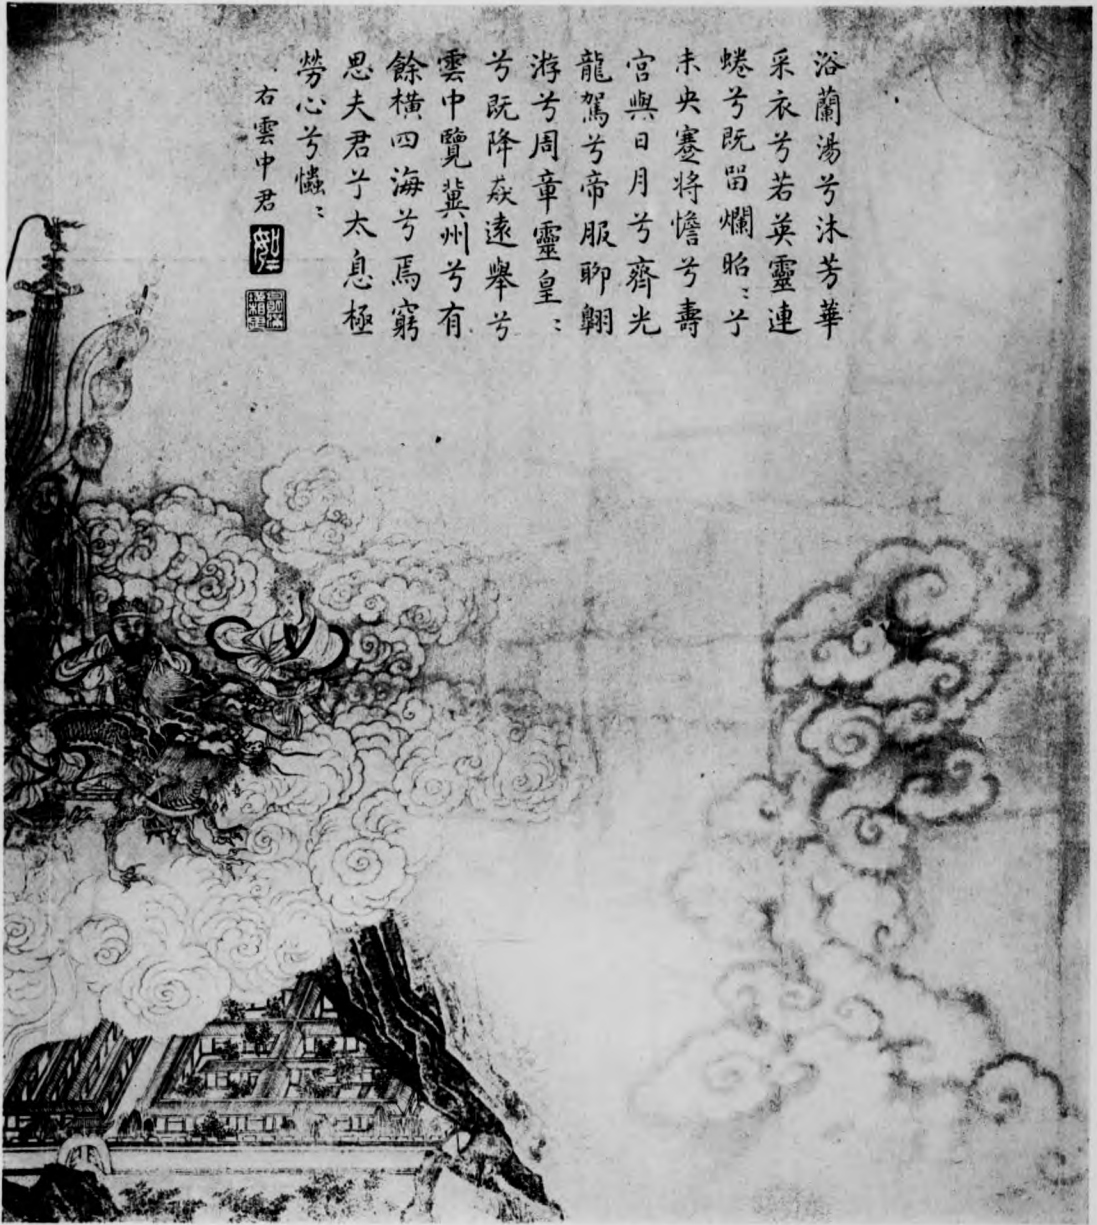 浴蘭湯兮沐芳華
采衣兮若英靈連
蜷兮既留爛昭〻兮
未央蹇將憺兮壽
宮與日月兮齊光
龍駕兮帝服聊翱
游兮周章靈皇〻
兮既降猋遠舉兮
雲中覽冀州兮有
餘橫四海兮焉窮
思夫君兮太息極
勞心兮忡〻
右雲中君